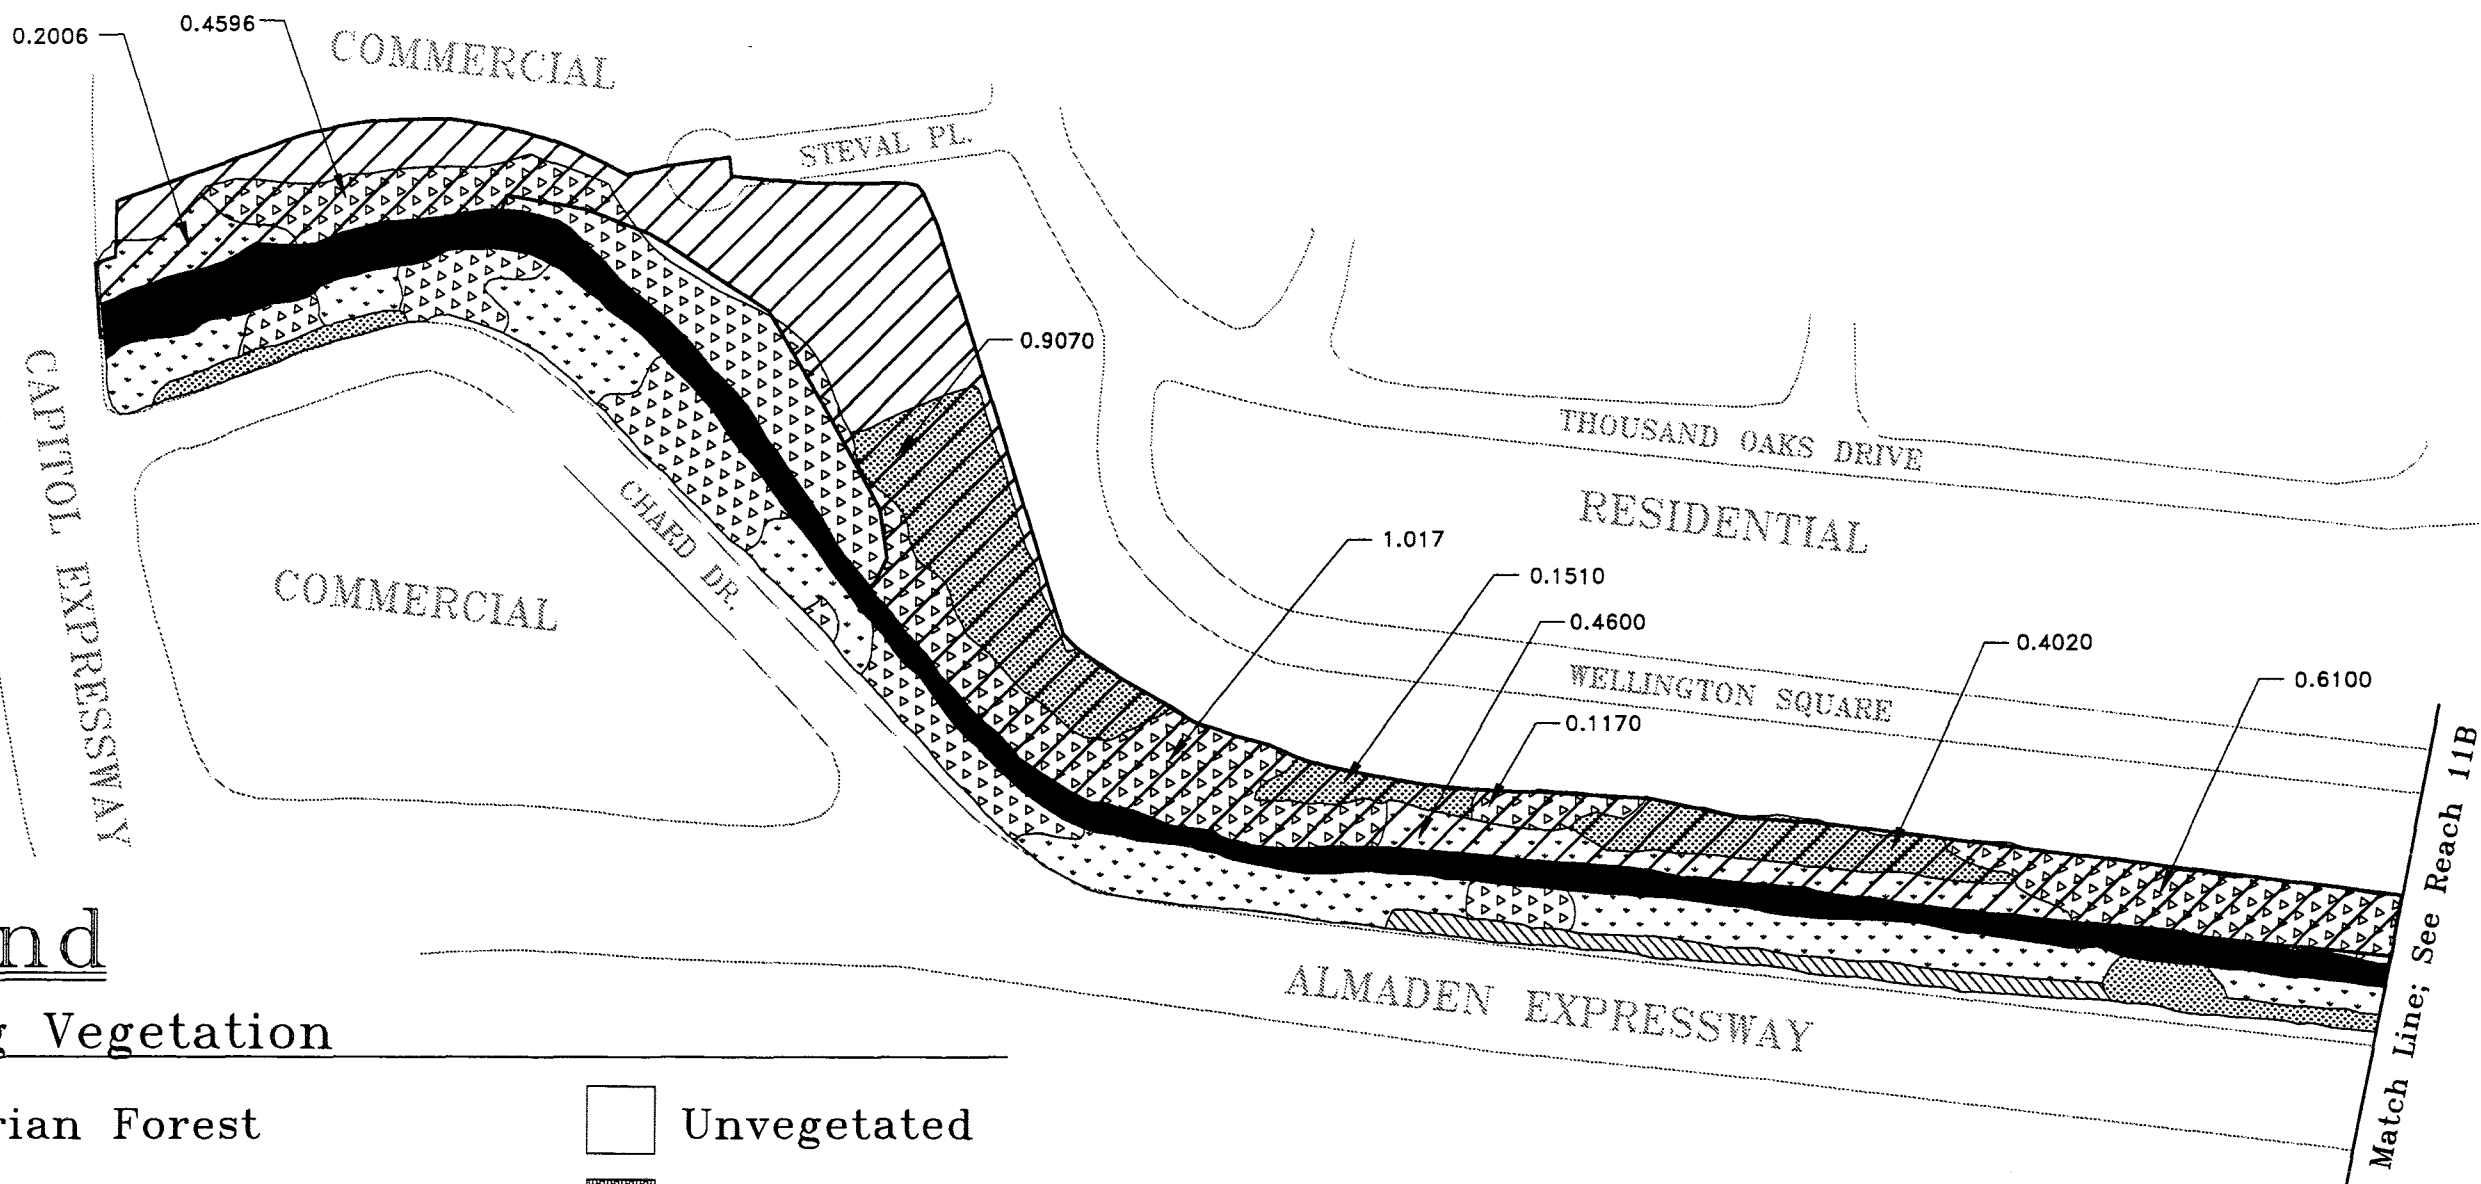 0.2006
0.4596
COMMERCIAL
STEVAL PL.
0.9070
CAPITOL EXPRESSWAY
COMMERCIAL
CHARD DR.
THOUSAND OAKS DRIVE
RESIDENTIAL
1.017
0.1510
0.4600
0.4020
WELLINGTON SQUARE
0.6100
0.1170
ALMADEN EXPRESSWAY
Match Line; See Reach 11B
nd
g Vegetation
rian Forest
Unvegetated